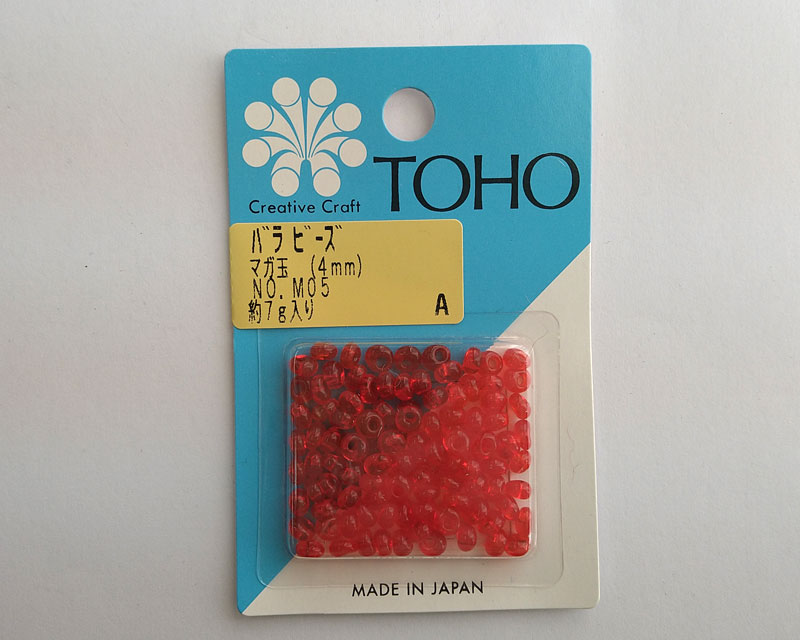 TOHO
Creative Craft
バラビーズ
マガ玉 (4mm)
NO.M05
約7g入り
A
MADE IN JAPAN